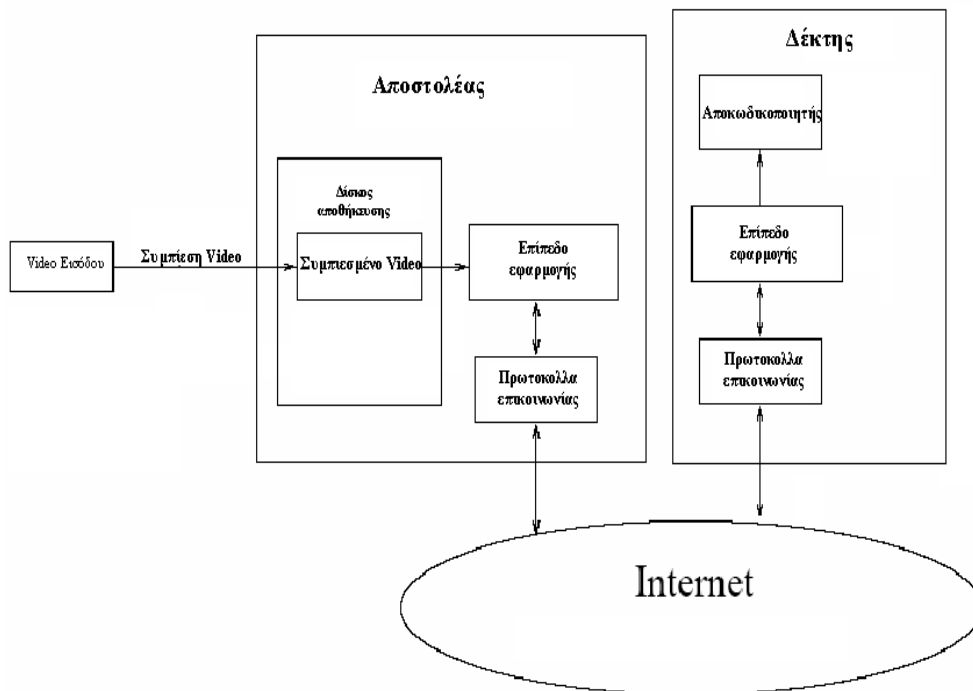 Αποστολέας
Δίσκος
αποθήκευσης
Video Εισόδου
Συμπίεση Video
Συμπιεσμένο Video
Επίπεδο
εφαρμογής
Πρωτοκολλα
επικοινωνίας
Δέκτης
Αποκωδικοποιητής
Επίπεδο
εφαρμογής
Πρωτοκολλα
επικοινωνίας
Internet